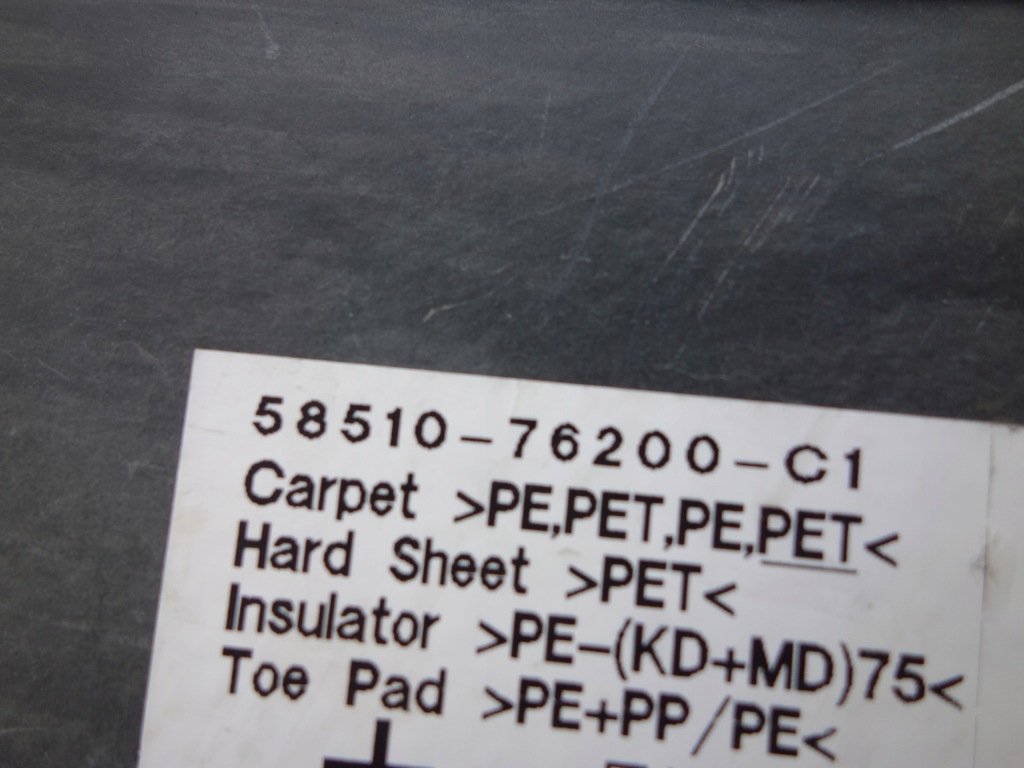 58510-76200-C1
Carpet >PE,PET,PE,PET<
Hard Sheet >PET<
Insulator >PE-(KD+MD)75<
Toe Pad >PE+PP/PE<